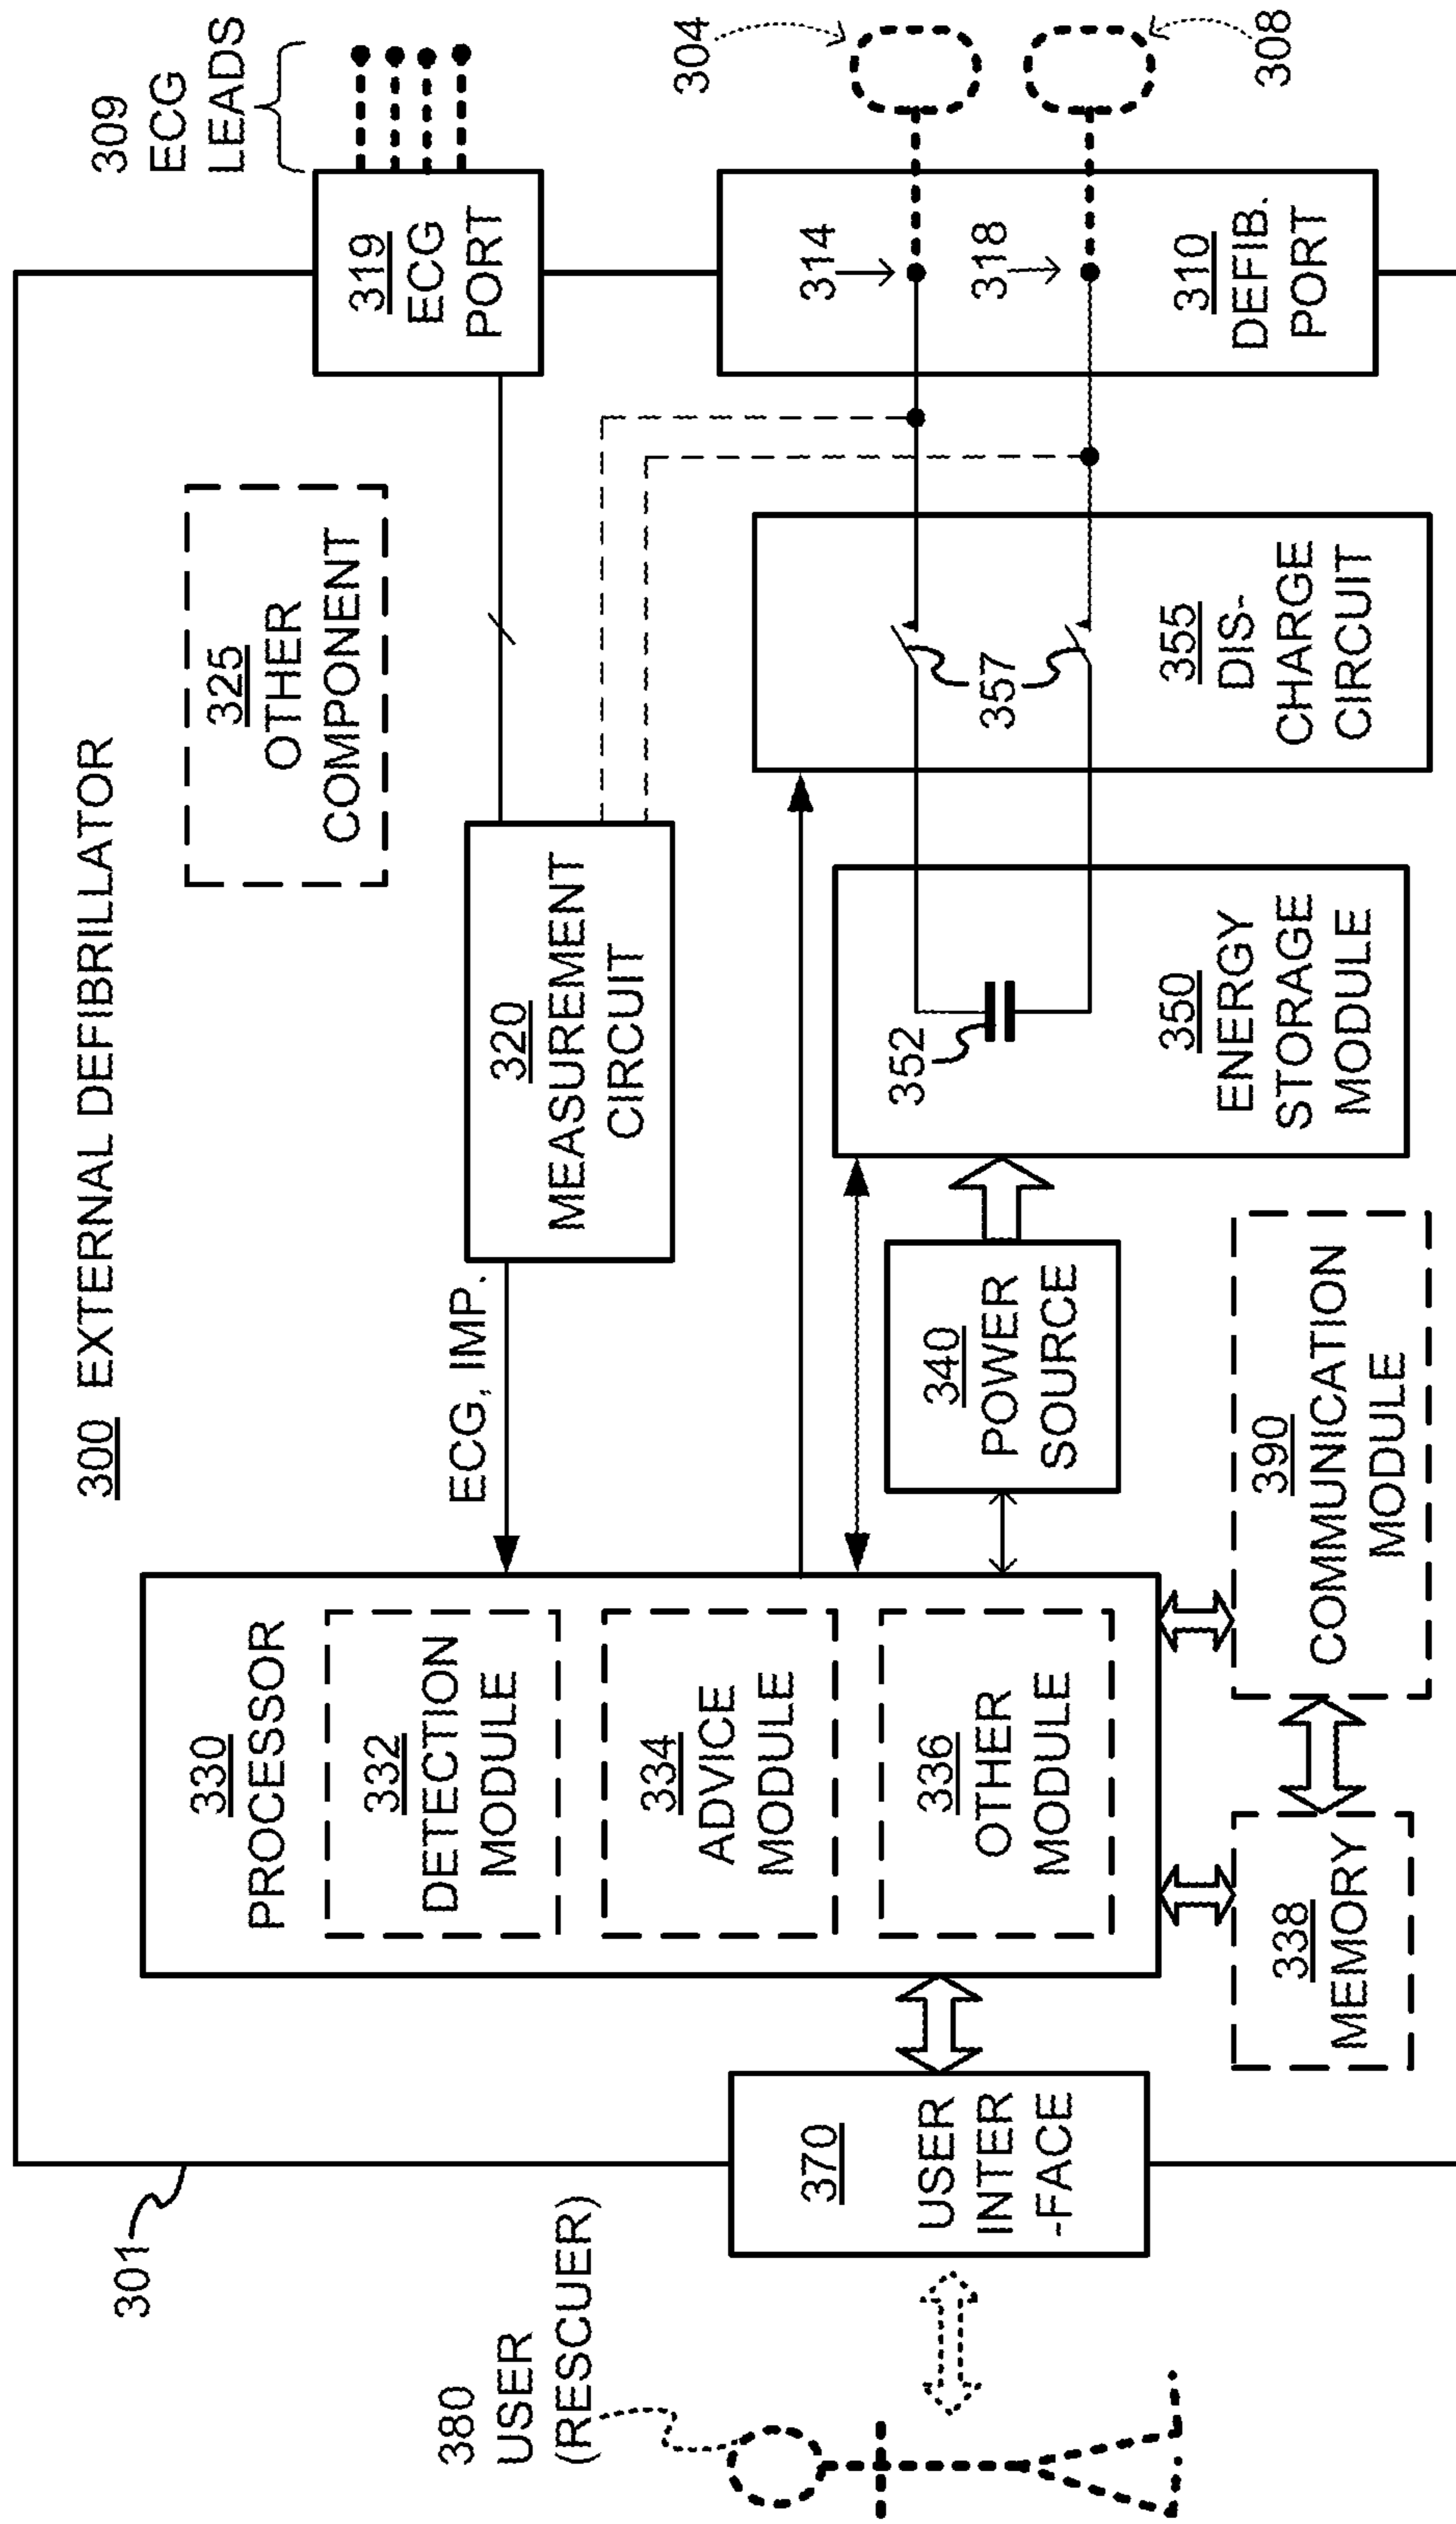 300 EXTERNAL DEFIBRILLATOR
301
309
ECG
LEADS
319
ECG
PORT
325
OTHER
COMPONENT
330
PROCESSOR
332
DETECTION
MODULE
334
ADVICE
MODULE
336
OTHER
MODULE
ECG, IMP.
320
MEASUREMENT
CIRCUIT
380
USER
(RESCUER)
370
USER
INTER
-FACE
340
POWER
SOURCE
352
350
ENERGY
STORAGE
MODULE
357
355
DIS-
CHARGE
CIRCUIT
314
318
310
DEFIB.
PORT
304
308
338
MEMORY
390
COMMUNICATION
MODULE